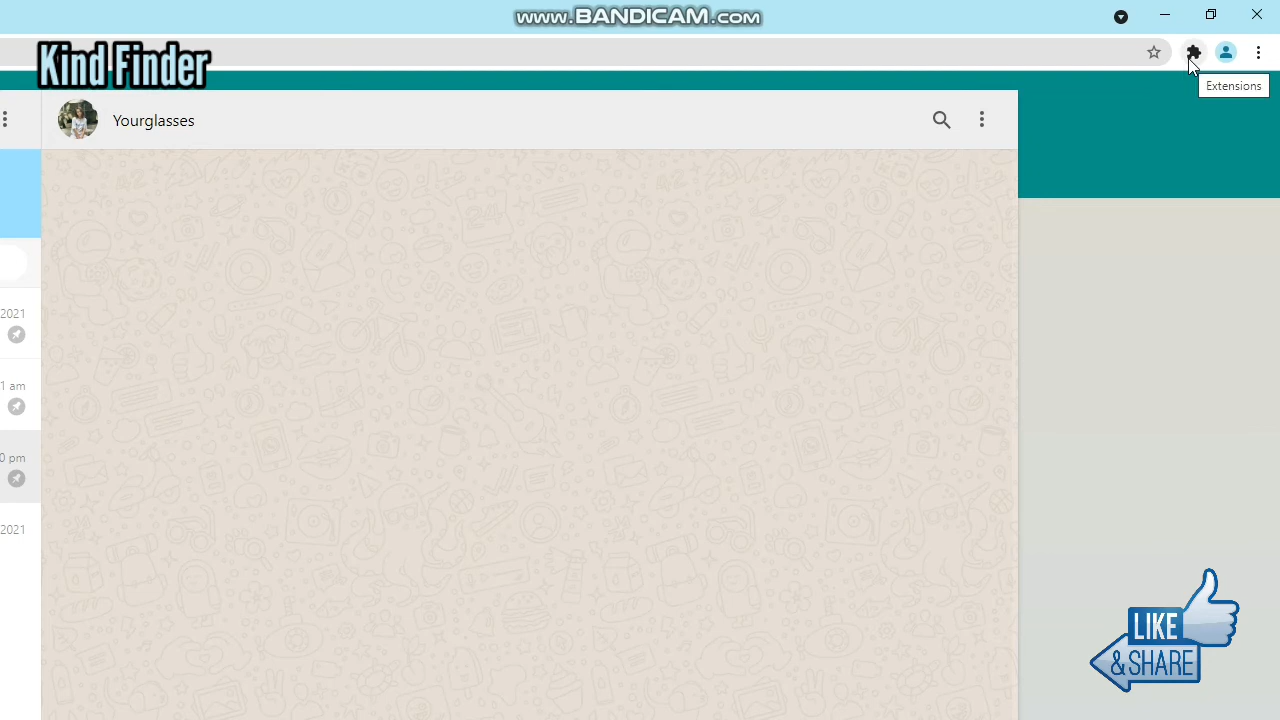 www.BANDICAM.com
Kind Finder
Extensions
Yourglasses
2021
1 am
0 pm
2021
LIKE
& SHARE